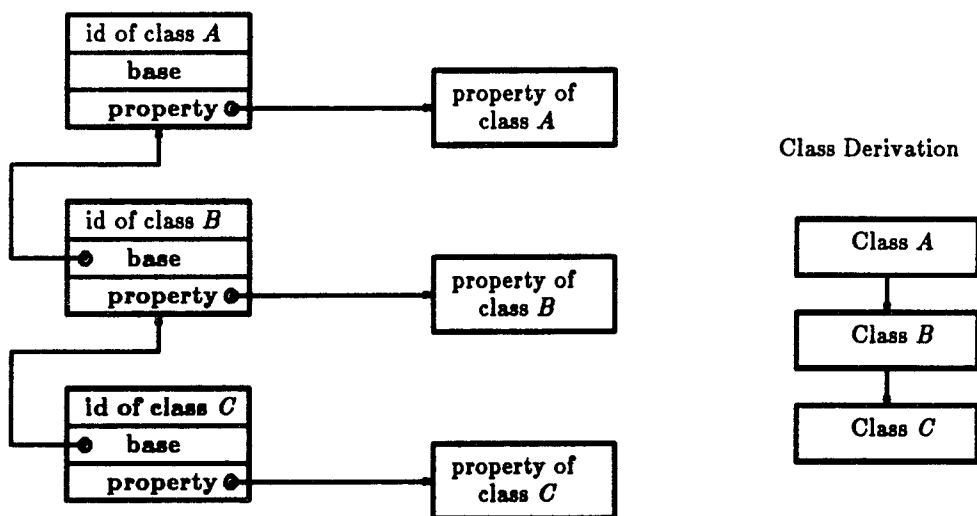 id of class A
base
property
property of
class A
id of class B
base
property
property of
class B
id of class C
base
property
property of
class C
Class Derivation
Class A
Class B
Class C